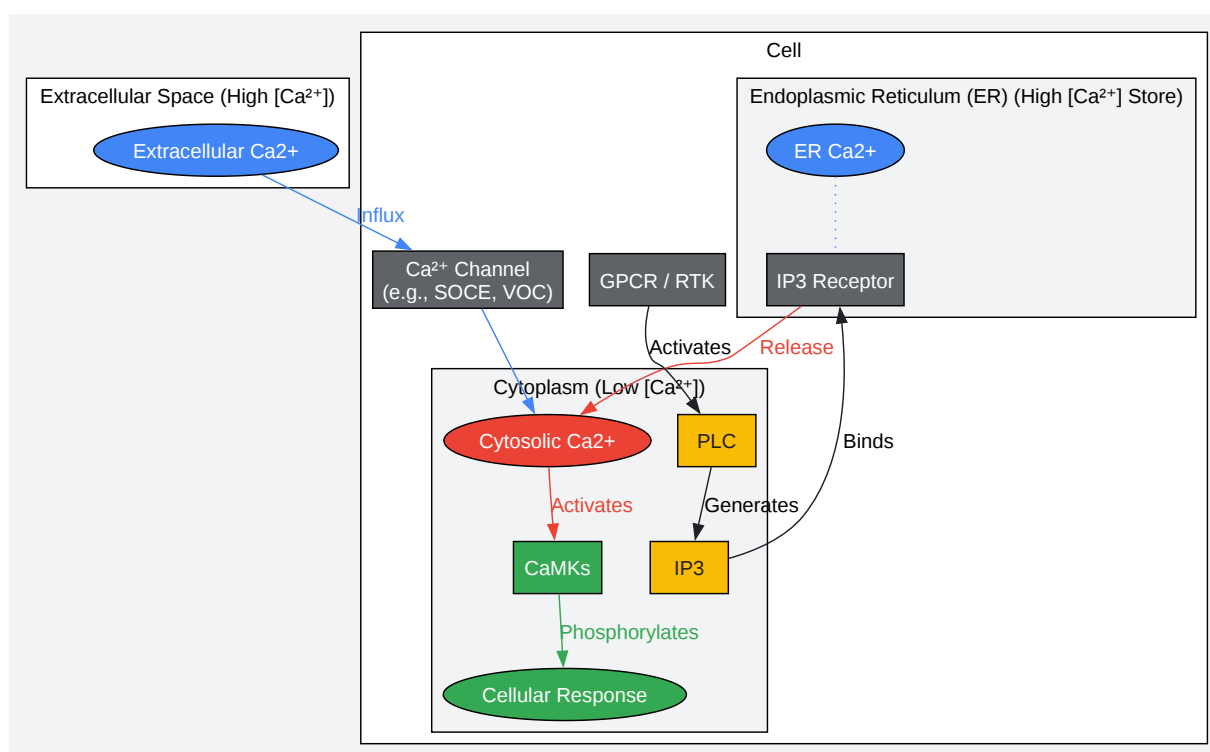 Cell
Extracellular Space (High [Ca²⁺])
Endoplasmic Reticulum (ER) (High [Ca²⁺] Store)
Extracellular Ca2+
ER Ca2+
Influx
Ca²⁺ Channel
(e.g., SOCE, VOC)
GPCR / RTK
IP3 Receptor
Activates
Release
Cytoplasm (Low [Ca²⁺])
Cytosolic Ca2+
PLC
Binds
Activates
Generates
CaMKs
IP3
Phosphorylates
Cellular Response